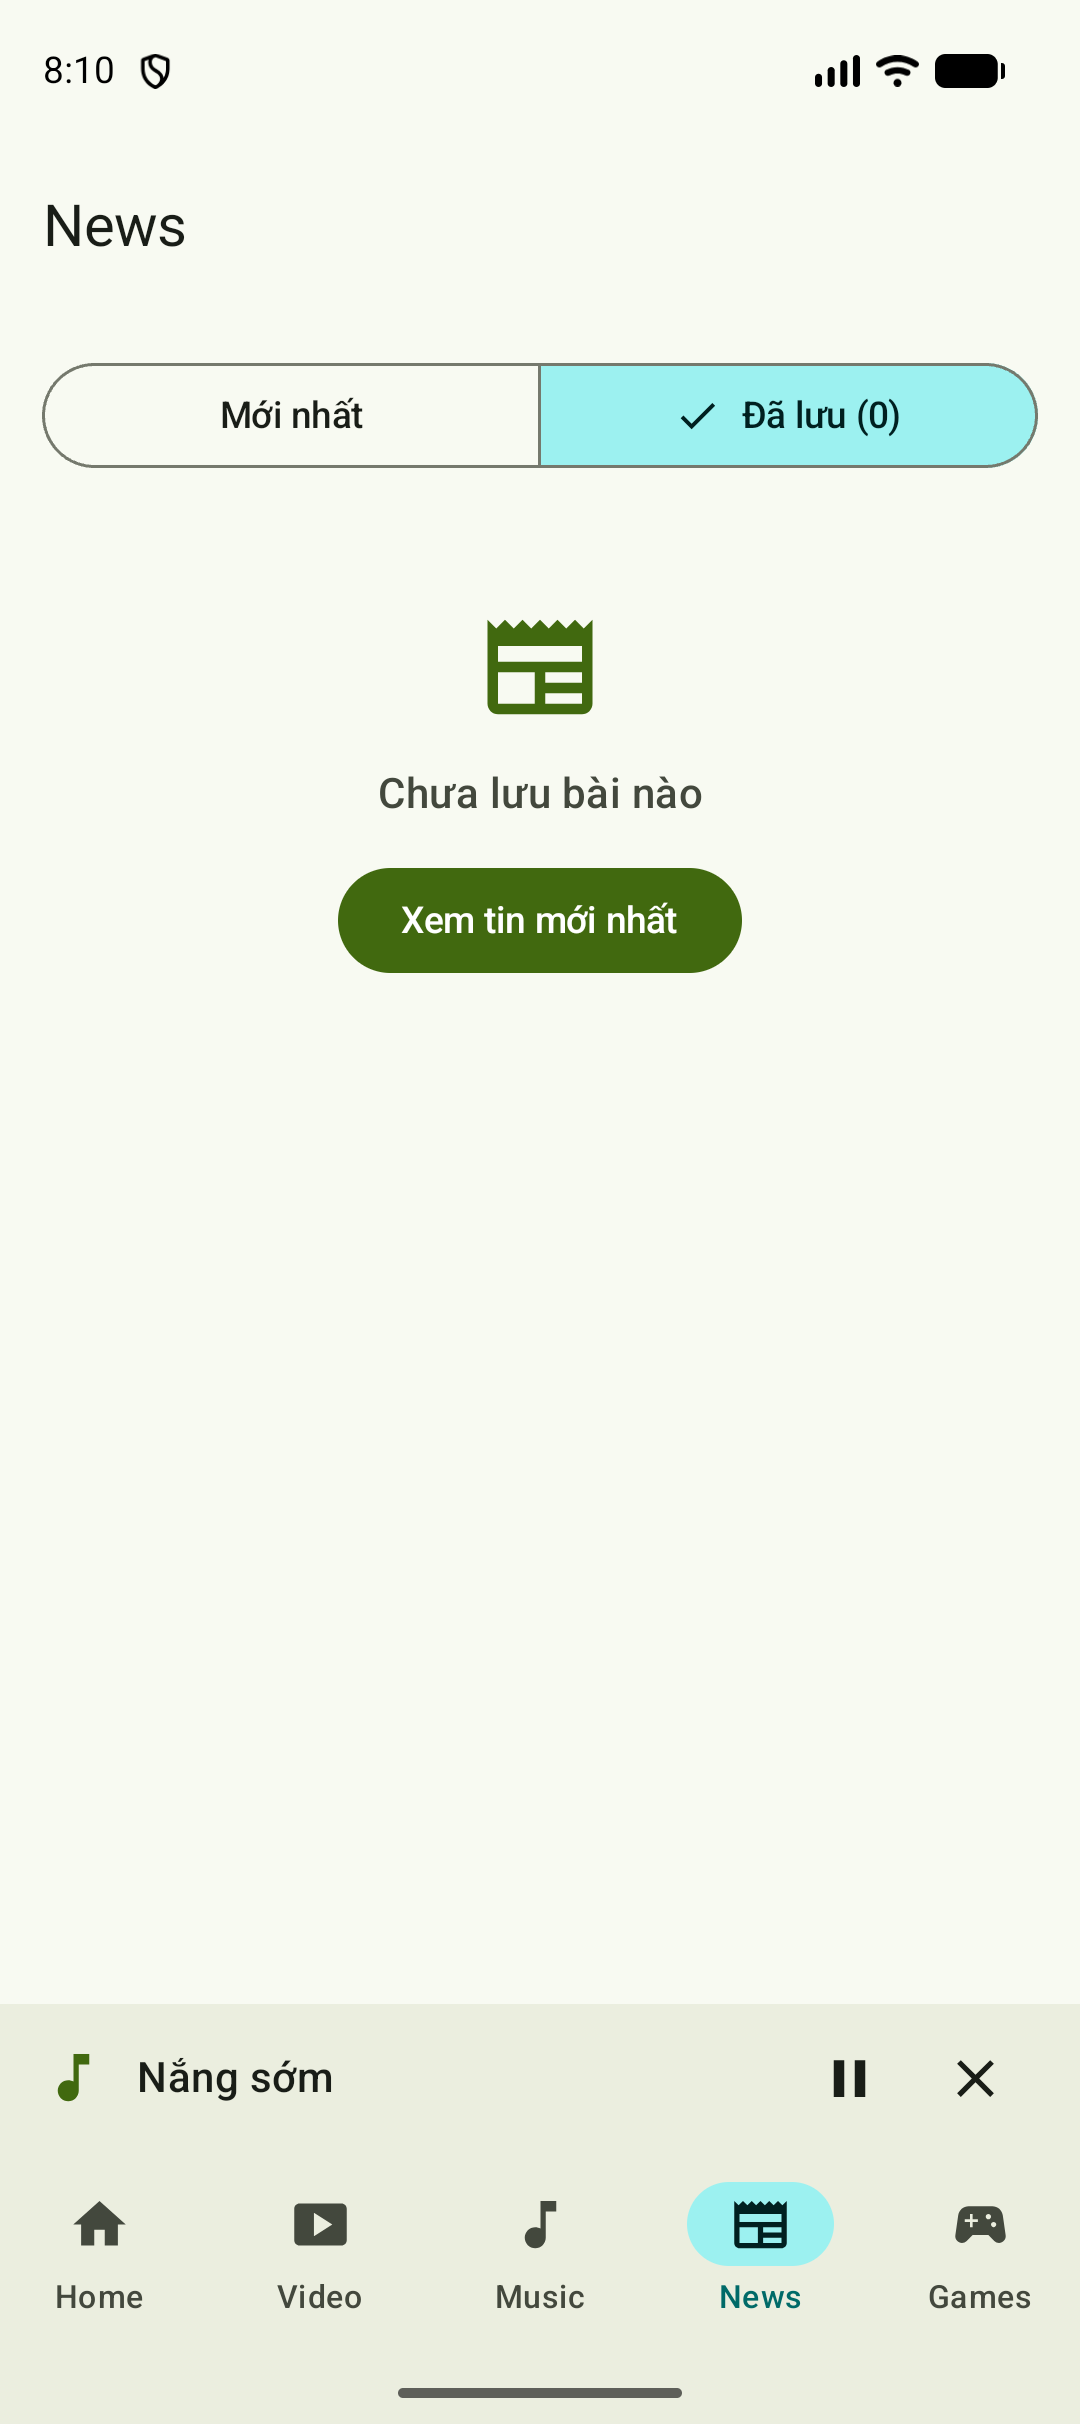 8:10
News
Mới nhất
Đã lưu (0)
Chưa lưu bài nào
Xem tin mới nhất
Nắng sớm
Home
Video
Music
News
Games